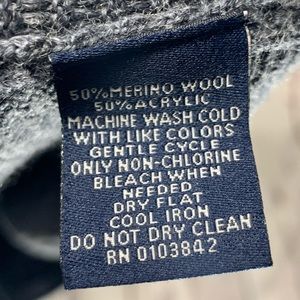 50% MERINO WOOL
50% ACRYLIC
MACHINE WASH COLD
WITH LIKE COLORS
GENTLE CYCLE
ONLY NON-CHLORINE
BLEACH WHEN
NEEDED
DRY FLAT
COOL IRON
DO NOT DRY CLEAN
RN 0103842